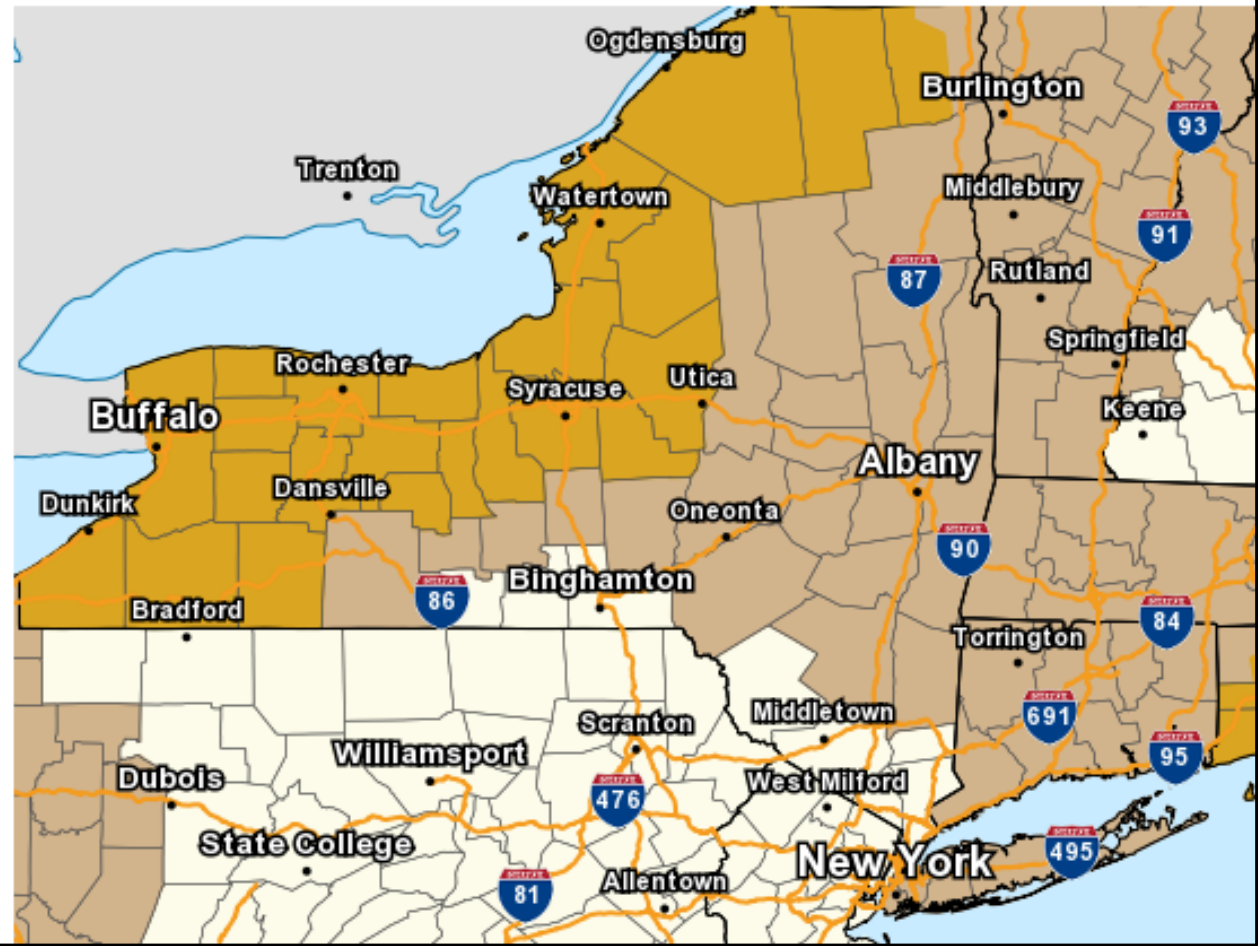 Ogdensburg
Burlington
93
Trenton
Watertown
Middlebury
91
87
Rutland
Springfield
Rochester
Utica
Syracuse
Buffalo
Keene
Albany
Dansville
Dunkirk
Oneonta
90
Binghamton
86
Bradford
84
Torrington
691
Middletown
Scranton
Williamsport
95
Dubois
West Milford
476
State College
495
New York
Allentown
81